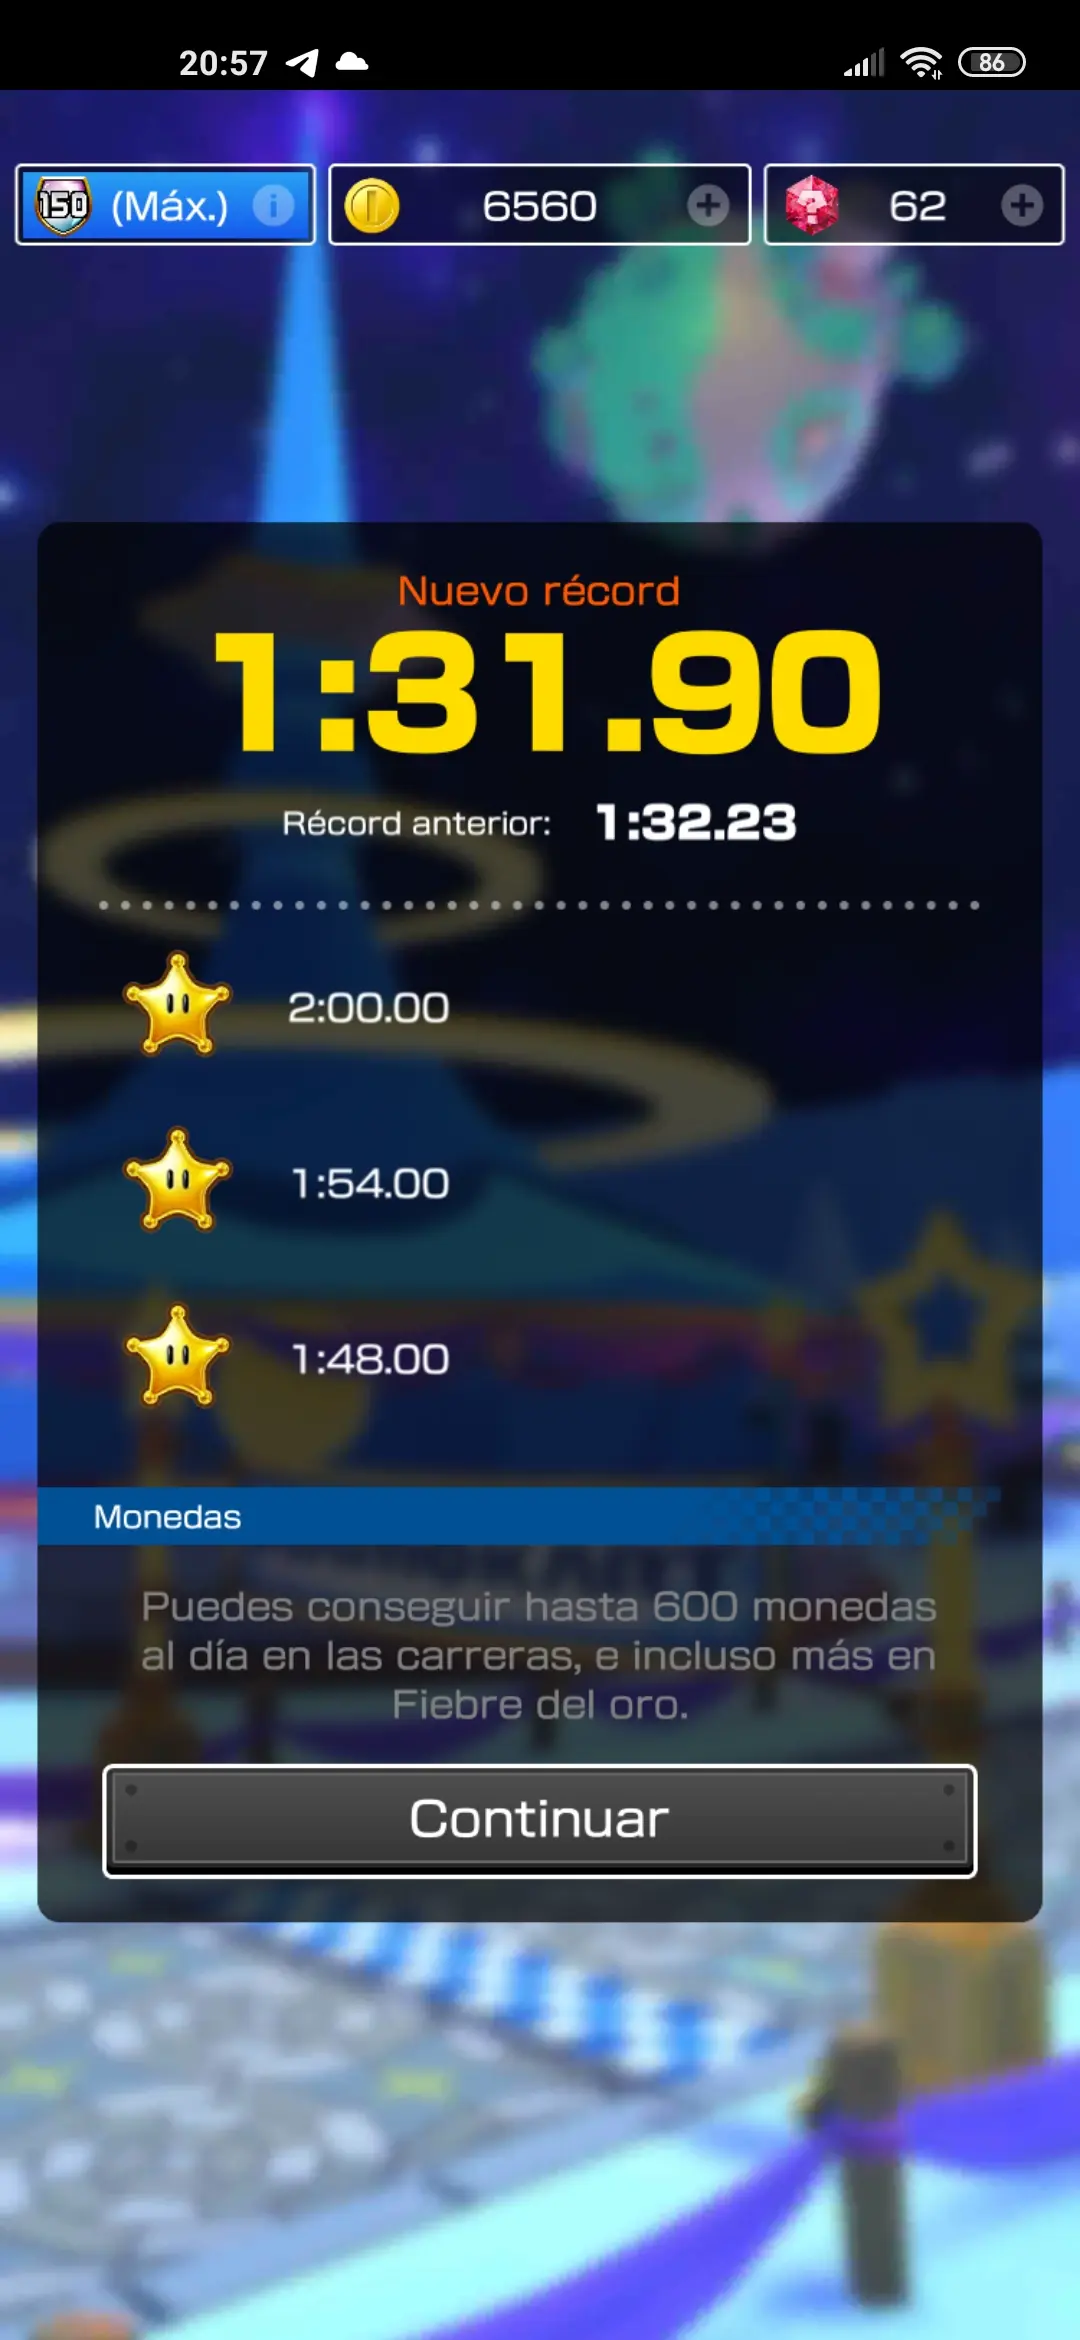 20:57
86
150 (Máx.) i
6560
62
Nuevo récord
1:31.90
Récord anterior: 1:32.23
2:00.00
1:54.00
1:48.00
Monedas
Puedes conseguir hasta 600 monedas
al día en las carreras, e incluso más en
Fiebre del oro.
Continuar